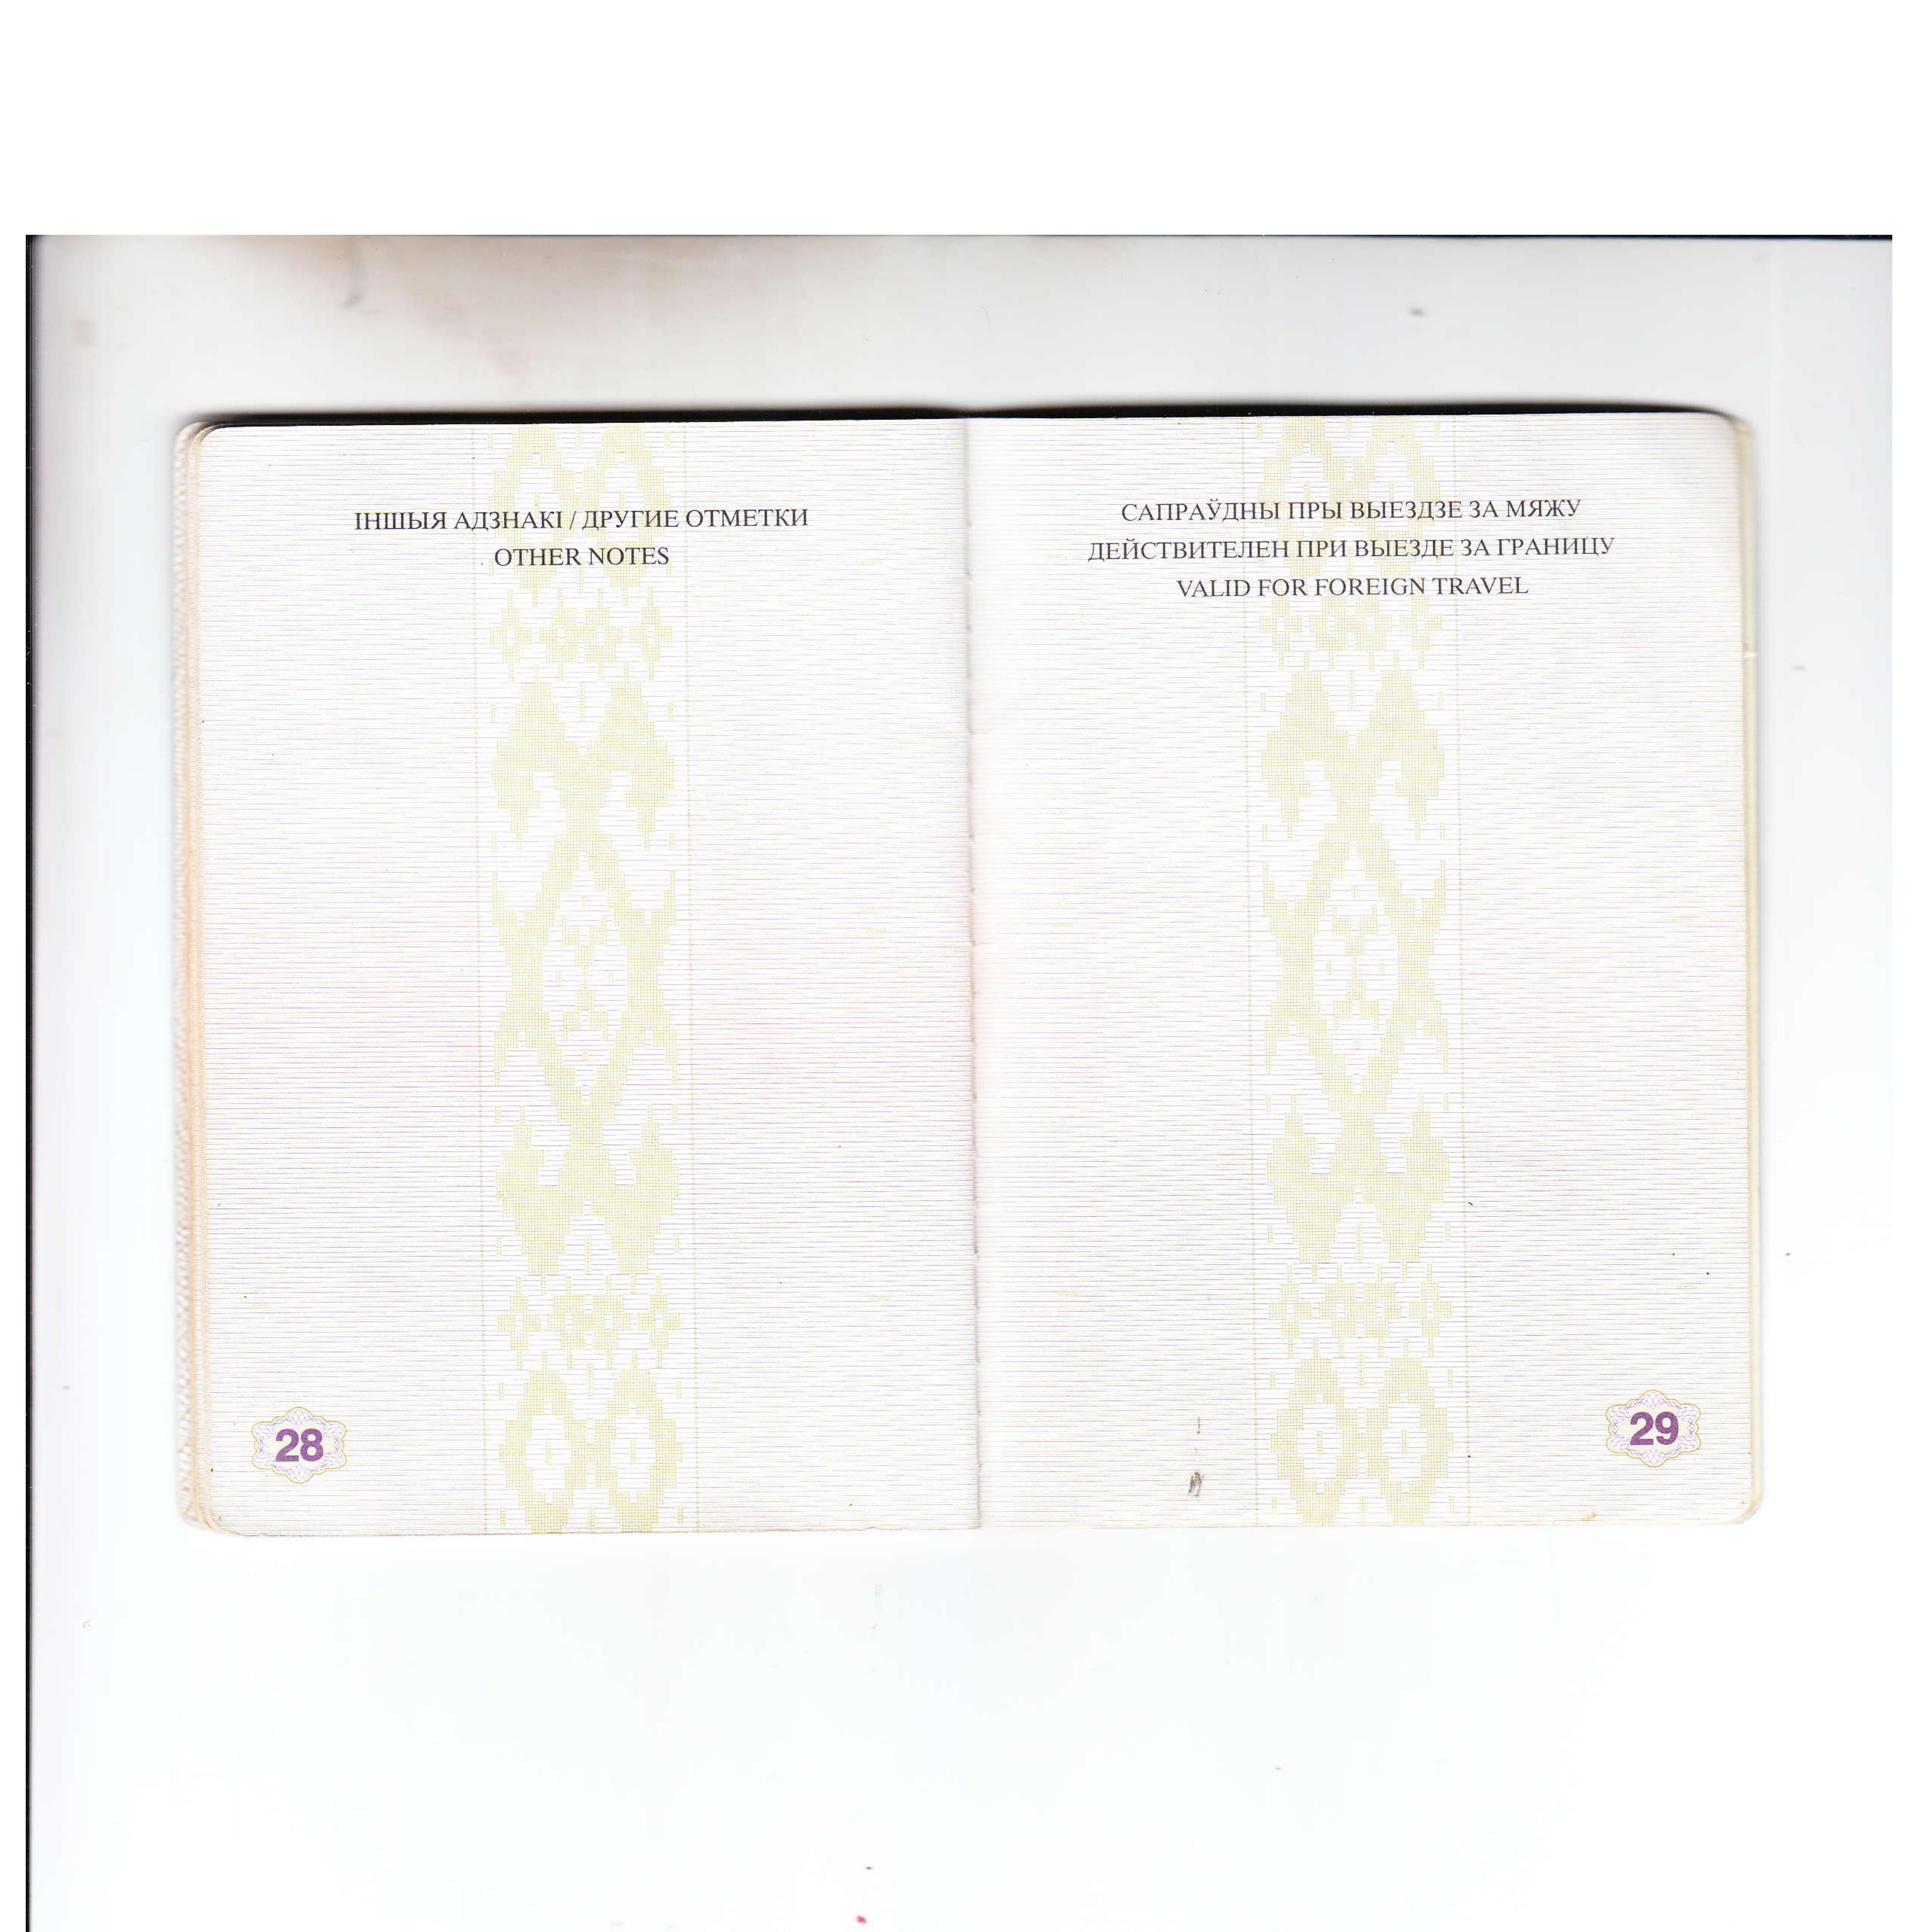 ІНШЫЯ АДЗНАКІ / ДРУГИЕ ОТМЕТКИ
OTHER NOTES
28
САПРАЎДНЫ ПРЫ ВЫЕЗДЗЕ ЗА МЯЖУ
ДЕЙСТВИТЕЛЕН ПРИ ВЫЕЗДЕ ЗА ГРАНИЦУ
VALID FOR FOREIGN TRAVEL
29